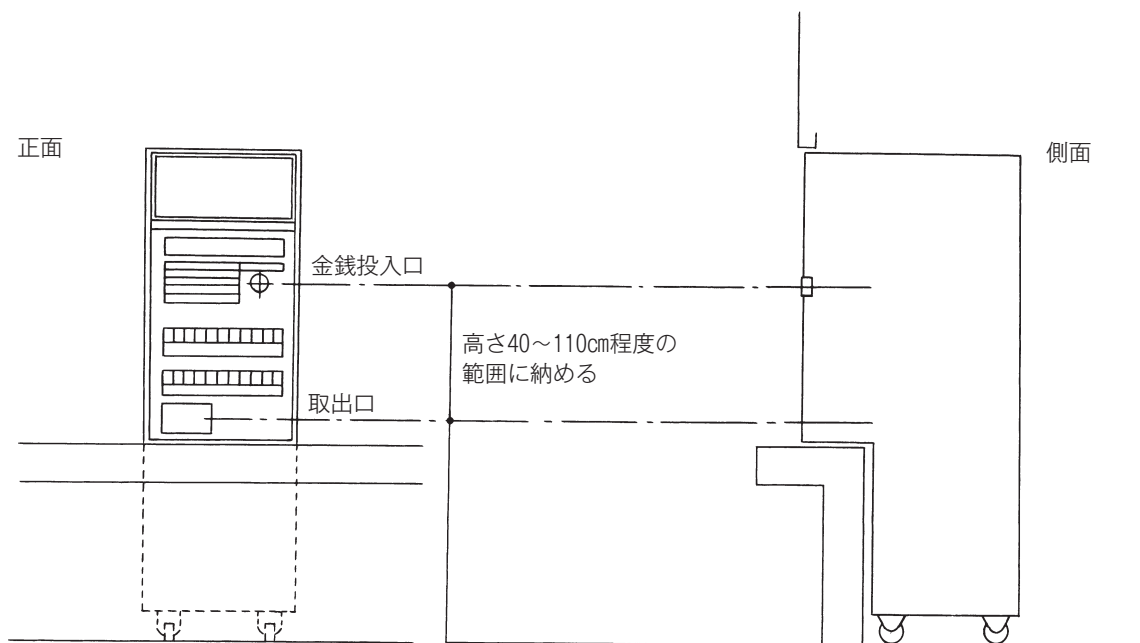 正面
側面
金銭投入口
高さ40～110㎝程度の
範囲に納める
取出口